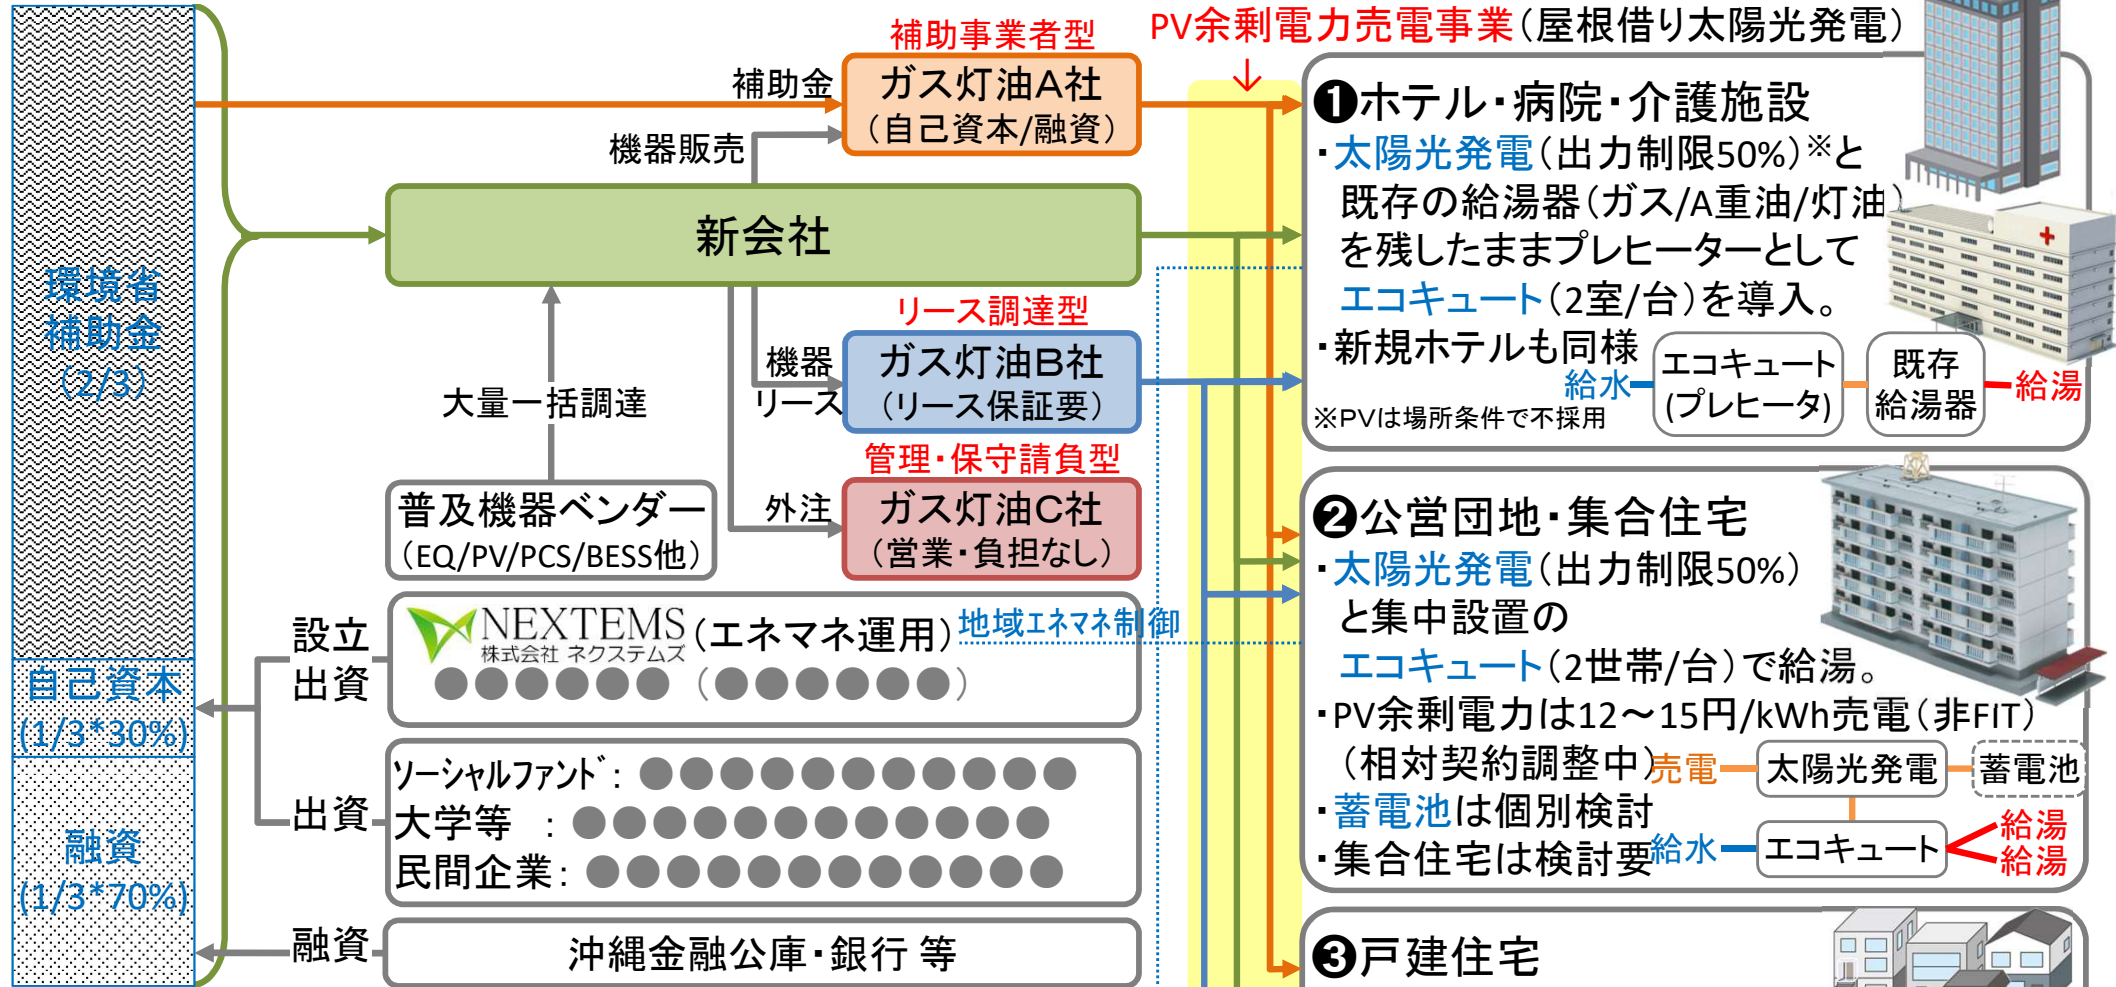 環境省
補助金
(2/3)
自己資本
(1/3*30%)
融資
(1/3*70%)
補助金
機器販売
補助事業者型
ガス灯油A社
(自己資本/融資)
新会社
大量一括調達
機器
リース
リース調達型
ガス灯油B社
(リース保証要)
外注
管理・保守請負型
ガス灯油C社
(営業・負担なし)
普及機器ベンダー
(EQ/PV/PCS/BESS他)
設立
出資
NEXTEMS
株式会社 ネクステムズ
(エネマネ運用)
●●●●●●(●●●●●●)
地域エネマネ制御
出資
ソーシャルファンド:●●●●●●●●●●●
大学等 :●●●●●●●●●●●●
民間企業:●●●●●●●●●●●●
融資
沖縄金融公庫・銀行 等
PV余剰電力売電事業(屋根借り太陽光発電)
↓
❶ホテル・病院・介護施設
・太陽光発電(出力制限50%)※と
既存の給湯器(ガス/A重油/灯油)
を残したままプレヒーターとして
エコキュート(2室/台)を導入。
・新規ホテルも同様
※PVは場所条件で不採用
給水
エコキュート
(プレヒータ)
既存
給湯器
給湯
❷公営団地・集合住宅
・太陽光発電(出力制限50%)
と集中設置の
エコキュート(2世帯/台)で給湯。
・PV余剰電力は12~15円/kWh売電(非FIT)
(相対契約調整中)
・蓄電池は個別検討
・集合住宅は検討要
売電
太陽光発電
蓄電池
給水
エコキュート
給湯
給湯
❸戸建住宅